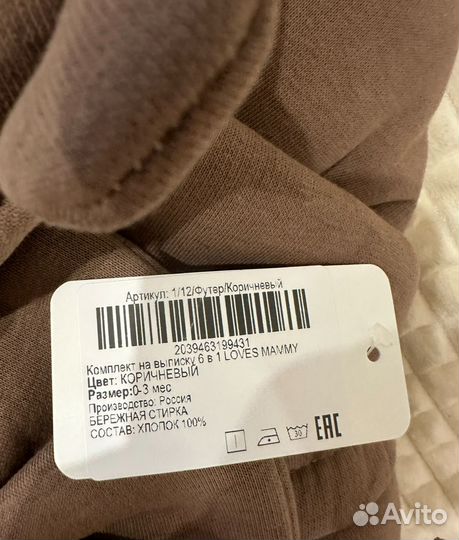 Артикул: 1/12/Футер/Коричневый
2039463199431
Комплект на выписку 6 в 1 LOVES MAMMY
Цвет: КОРИЧНЕВЫЙ
Размер:0-3 мес
Производство: Россия
БЕРЕЖНАЯ СТИРКА
СОСТАВ: ХЛОПОК 100%
30
EAC
Avito